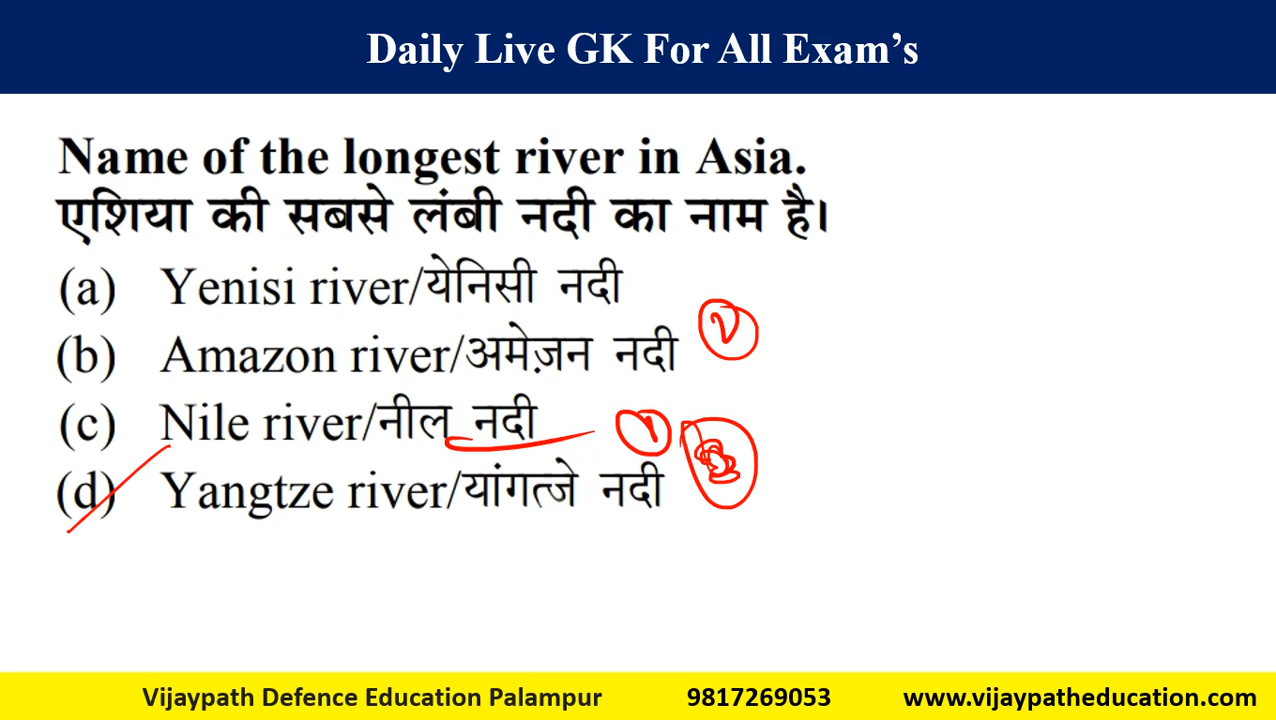 Daily Live GK For All Exam's
Name of the longest river in Asia.
एशिया की सबसे लंबी नदी का नाम है।
(a) Yenisi river/येनिसी नदी
(b) Amazon river/अमेज़न नदी
(c) Nile river/नील नदी
(d) Yangtze river/यांगत्जे नदी
Vijaypath Defence Education Palampur 9817269053 www.vijaypatheducation.com